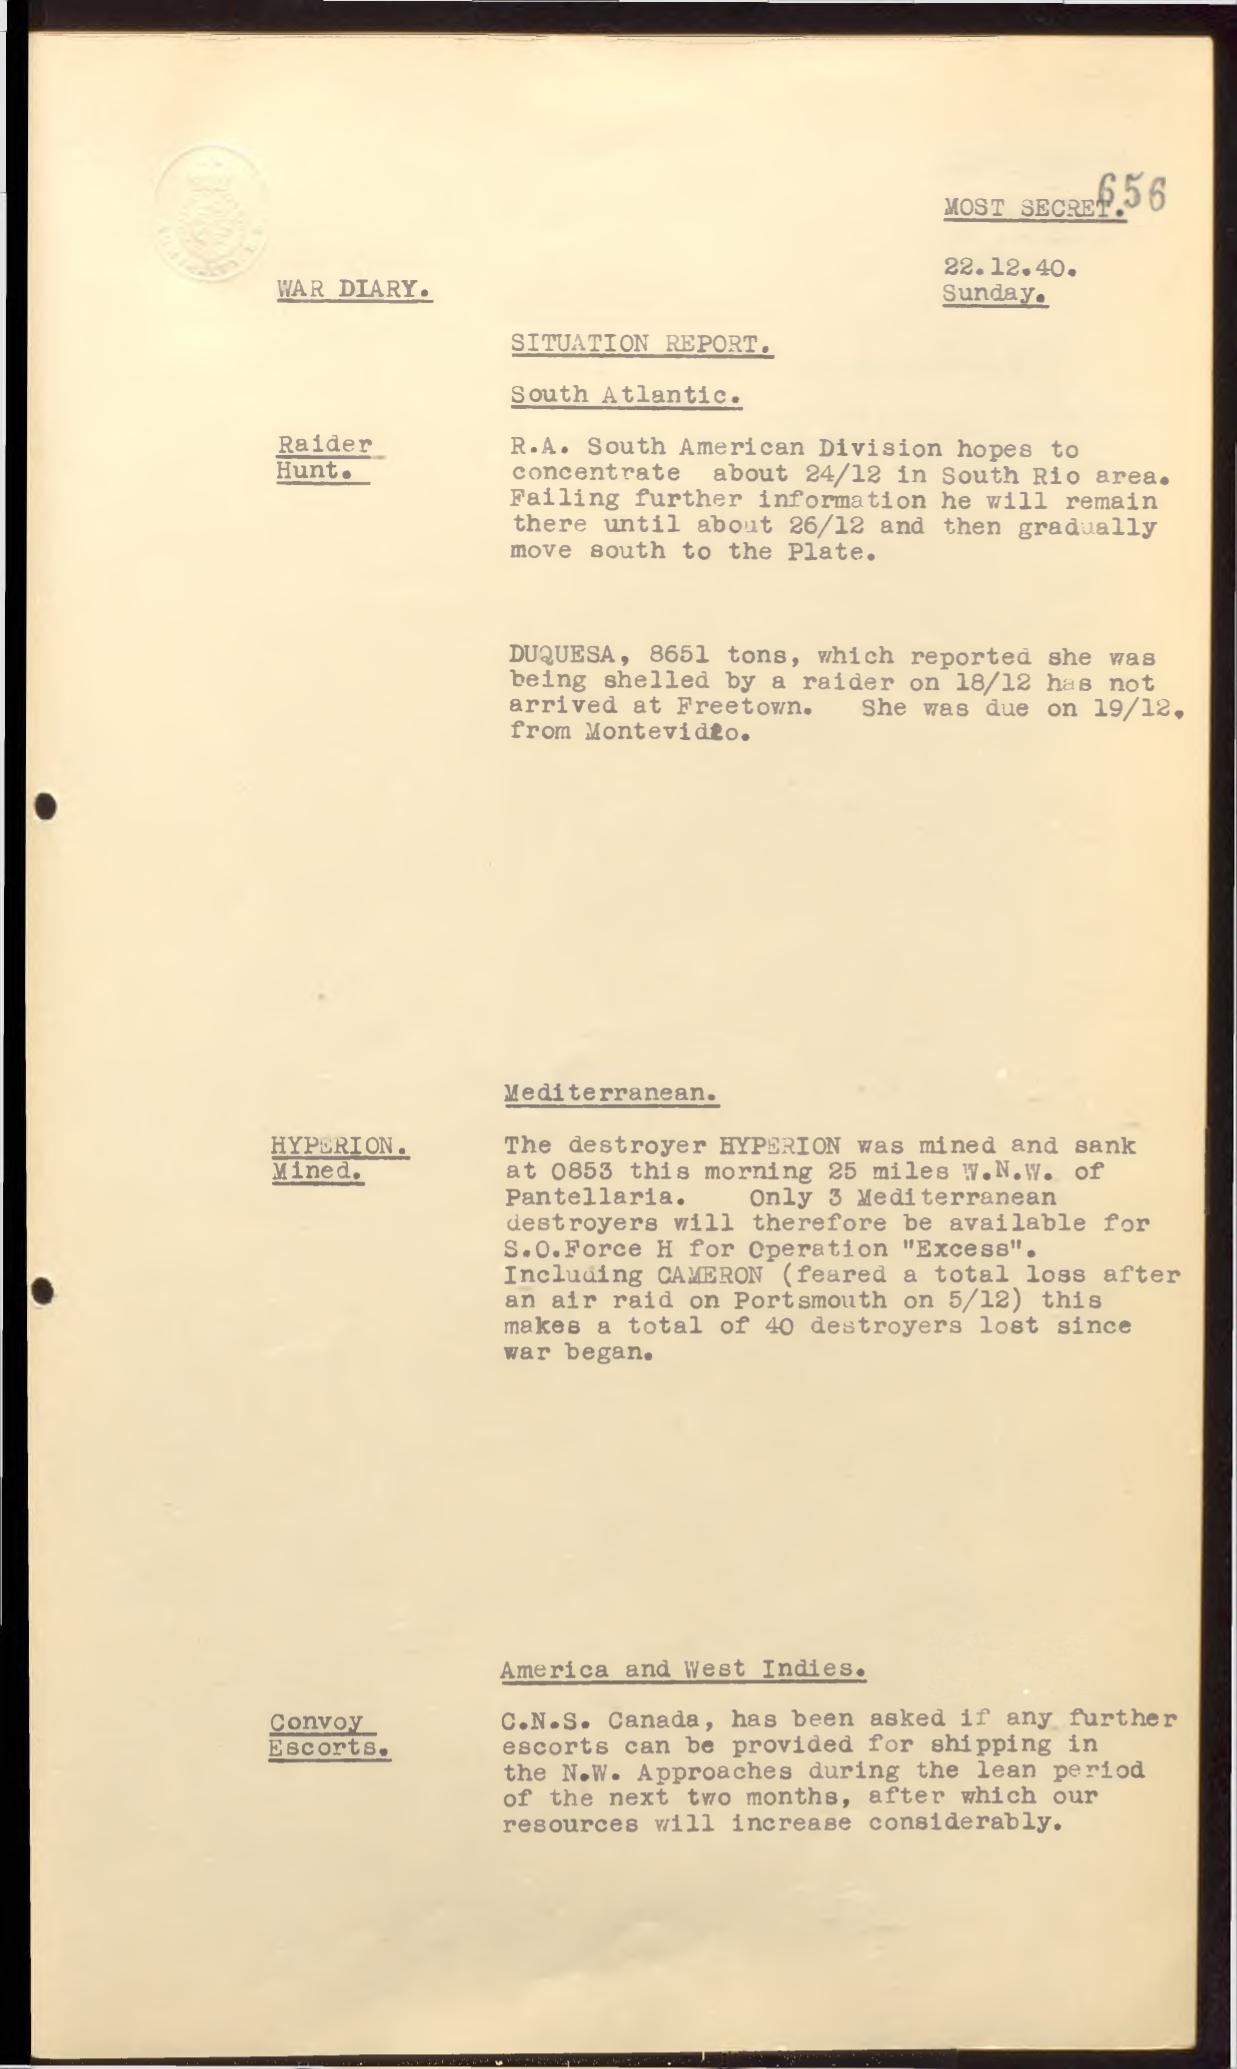 656
MOST SECRET.
22.12.40.
Sunday.
WAR DIARY.
SITUATION REPORT.
South Atlantic.
Raider
Hunt.
R.A. South American Division hopes to
concentrate about 24/12 in South Rio area.
Failing further information he will remain
there until about 26/12 and then gradually
move south to the Plate.
DUQUESA, 8651 tons, which reported she was
being shelled by a raider on 18/12 has not
arrived at Freetown. She was due on 19/12.
from Montevideo.
Mediterranean.
HYPERION.
Mined.
The destroyer HYPERION was mined and sank
at 0853 this morning 25 miles W.N.W. of
Pantellaria. Only 3 Mediterranean
destroyers will therefore be available for
S.O.Force H for Operation "Excess".
Including CAMERON (feared a total loss after
an air raid on Portsmouth on 5/12) this
makes a total of 40 destroyers lost since
war began.
America and West Indies.
Convoy
Escorts.
C.N.S. Canada, has been asked if any further
escorts can be provided for shipping in
the N.W. Approaches during the lean period
of the next two months, after which our
resources will increase considerably.